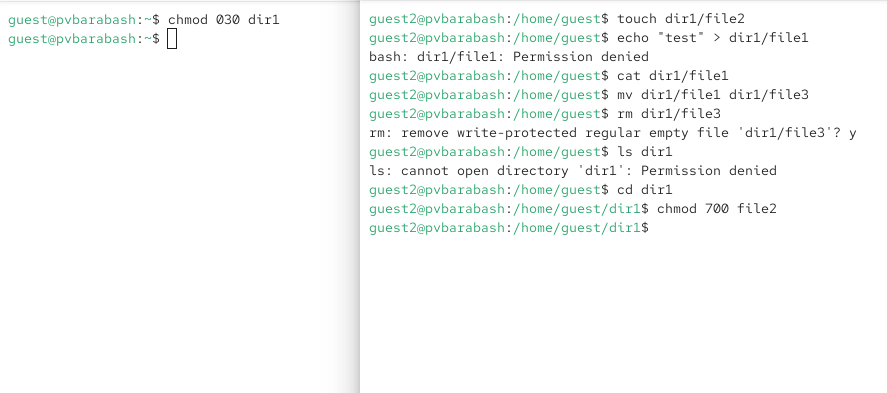 guest@pvbarabash:~$ chmod 030 dir1
guest@pvbarabash:~$
guest2@pvbarabash:/home/guest$ touch dir1/file2
guest2@pvbarabash:/home/guest$ echo "test" > dir1/file1
bash: dir1/file1: Permission denied
guest2@pvbarabash:/home/guest$ cat dir1/file1
guest2@pvbarabash:/home/guest$ mv dir1/file1 dir1/file3
guest2@pvbarabash:/home/guest$ rm dir1/file3
rm: remove write-protected regular empty file 'dir1/file3'? y
guest2@pvbarabash:/home/guest$ ls dir1
ls: cannot open directory 'dir1': Permission denied
guest2@pvbarabash:/home/guest$ cd dir1
guest2@pvbarabash:/home/guest/dir1$ chmod 700 file2
guest2@pvbarabash:/home/guest/dir1$